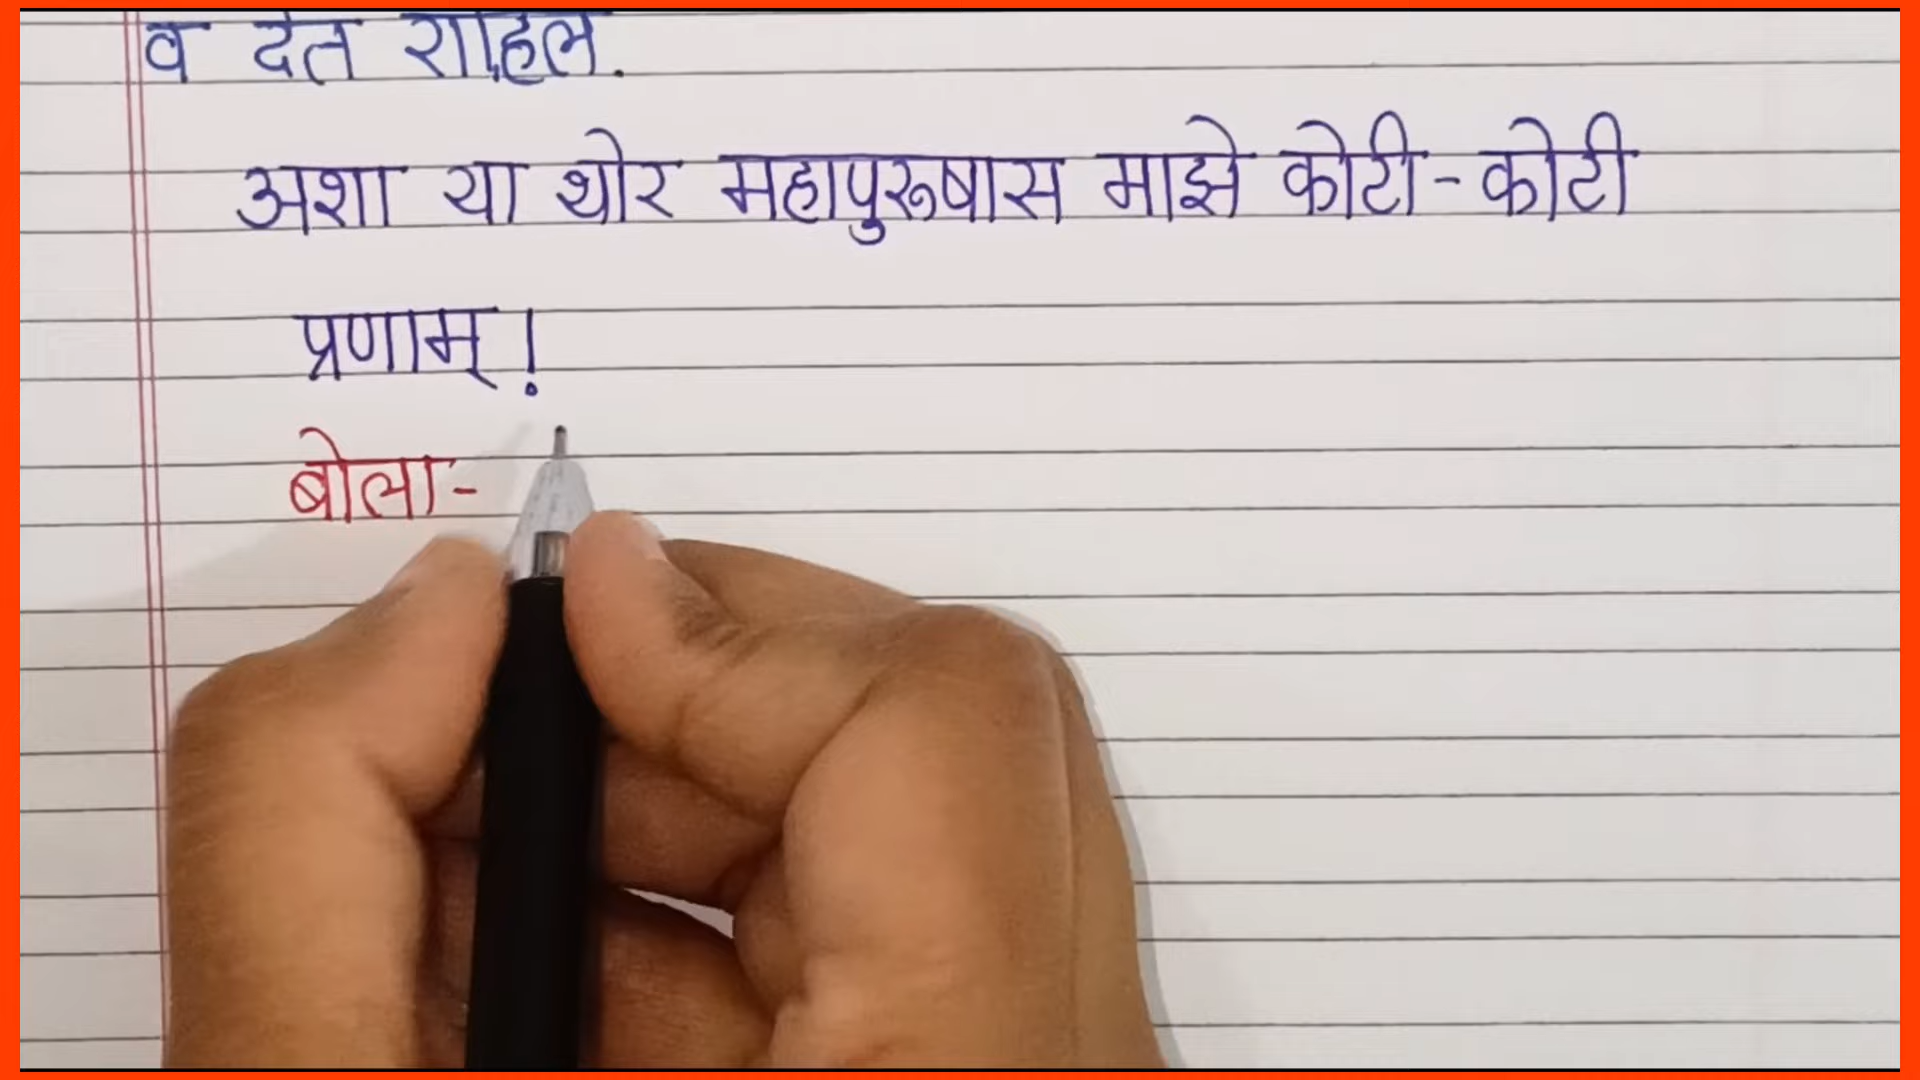 व देत राहिल.
अशा या थोर महापुरूषास माझे कोटी-कोटी
प्रणाम् !
बोला-